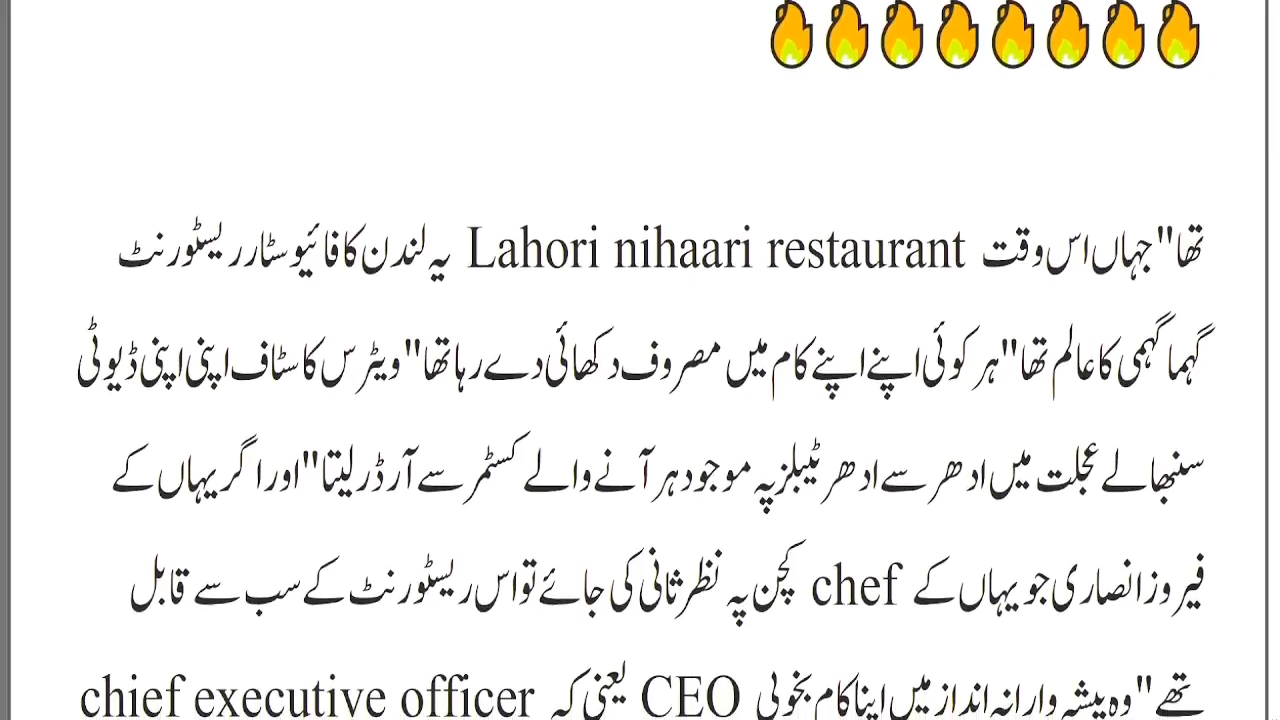 🔥🔥🔥🔥🔥🔥🔥🔥
تھا"جہاں اس وقت Lahori nihaari restaurant یہ لندن کا فائیو سٹار ریسٹورنٹ
گہما گہمی کا عالم تھا"ہر کوئی اپنے اپنے کام میں مصروف دکھائی دے رہا تھا"ویٹرس کا سٹاف اپنی اپنی ڈیوٹی
سنبھالے عجلت میں ادھر سے ادھر ٹیبلز پہ موجود ہر آنے والے کسٹمر سے آرڈر لیتا"اور اگر یہاں کے
فیروز انصاری جو یہاں کے chef کچن پہ نظر ثانی کی جائے تو اس ریسٹورنٹ کے سب سے قابل
تھے"وہ پیشہ وارانہ انداز میں اپنا کام بخوبی CEO یعنی کہ chief executive officer